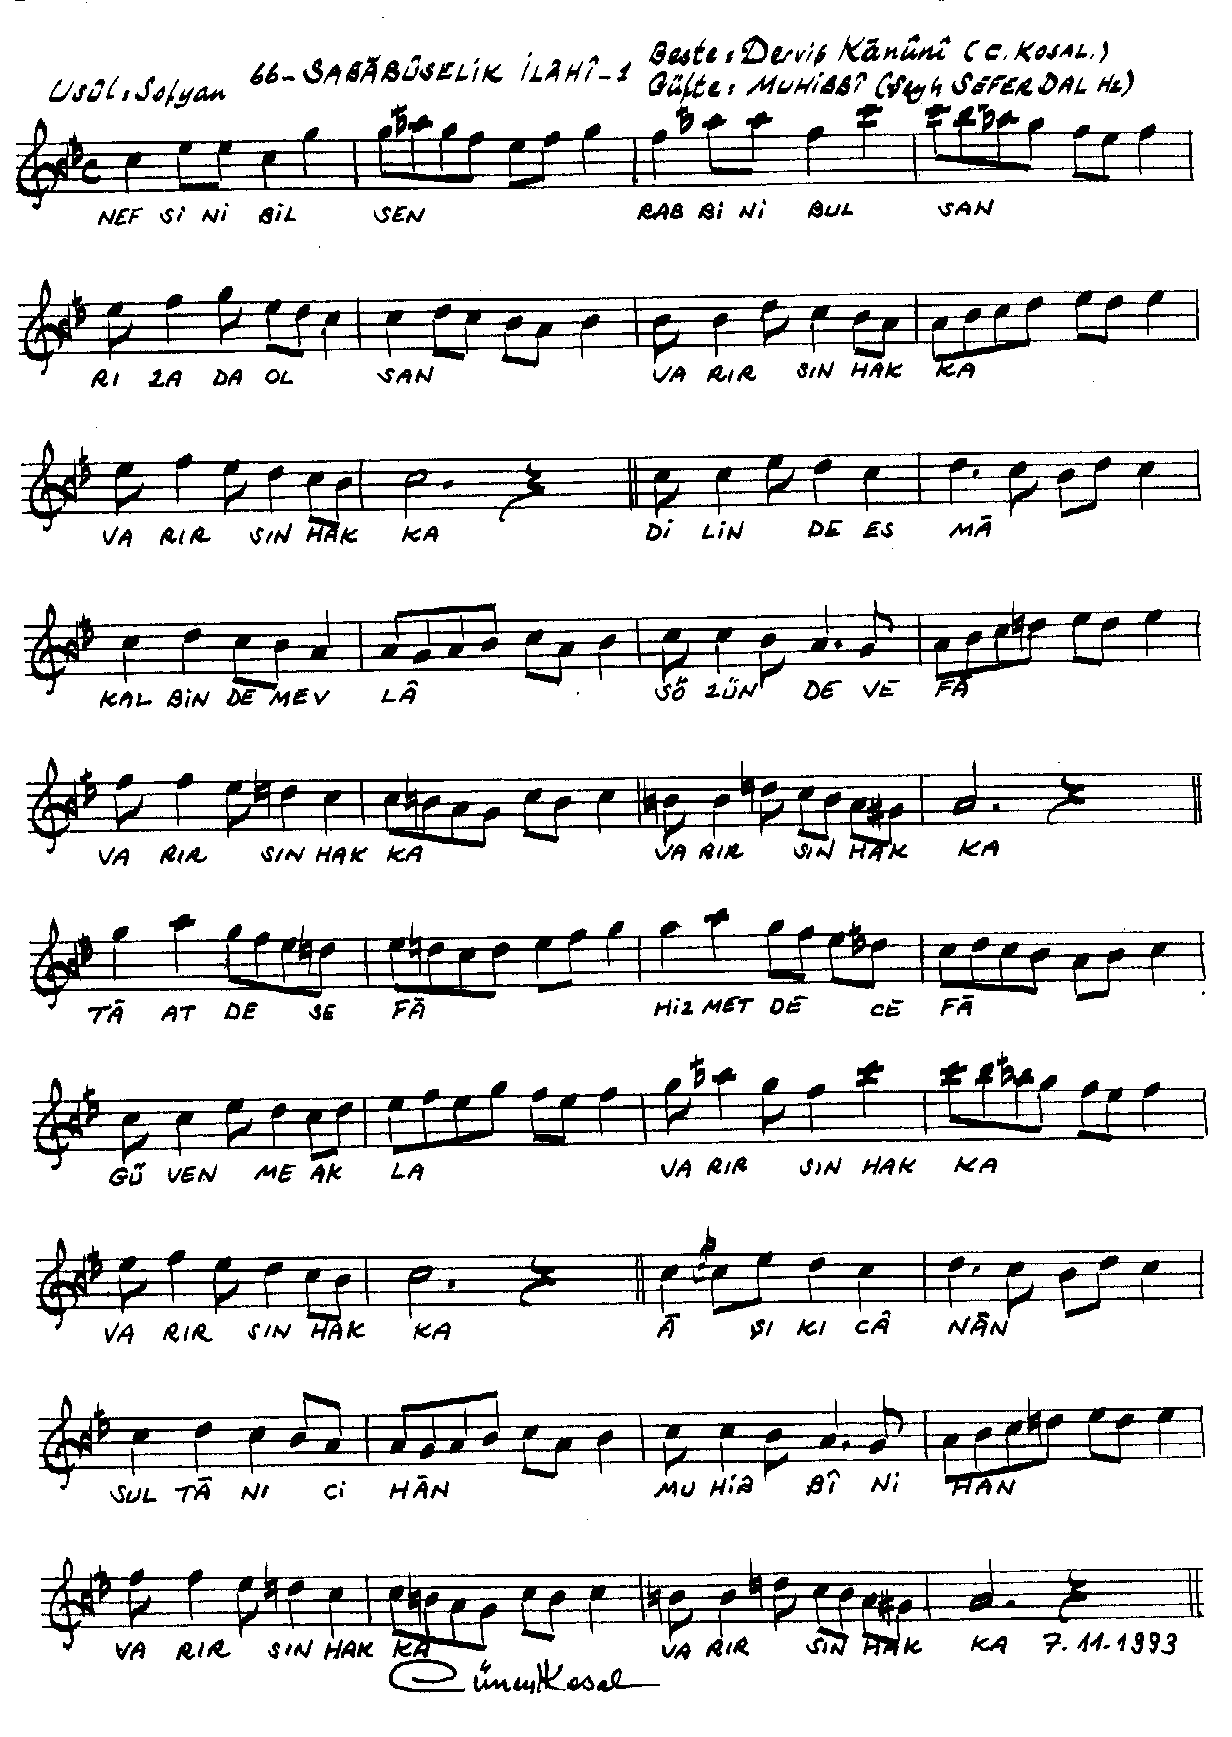 Usûl: Sofyan
66-SABÂBÛSELİK İLÂHÎ-1
Beste: Derviş Kânûnî (C. KOSAL.)
Güfte: MUHİBBÎ (Şeyh SEFER DAL Hz)
NEF Sİ Nİ BİL SEN RAB Bİ Nİ BUL SAN
RI ZA DA OL SAN VA RIR SIN HAK KA
VA RIR SIN HAK KA Dİ LİN DE ES MÂ
KAL BİN DE MEV LÂ SÖ ZÜN DE VE FÂ
VA RIR SIN HAK KA VA RIR SIN HAK KA
TÂ AT DE SE FÂ HİZ MET DE CE FÂ
GÜ VEN ME AK LA VA RIR SIN HAK KA
VA RIR SIN HAK KA Â ŞI KI CÂ NÂN
SUL TÂ NI Cİ HÂN MU HİB BÎ Nİ HAN
VA RIR SIN HAK KA VA RIR SIN HAK KA 7.11.1993
Cüneyt Kosal